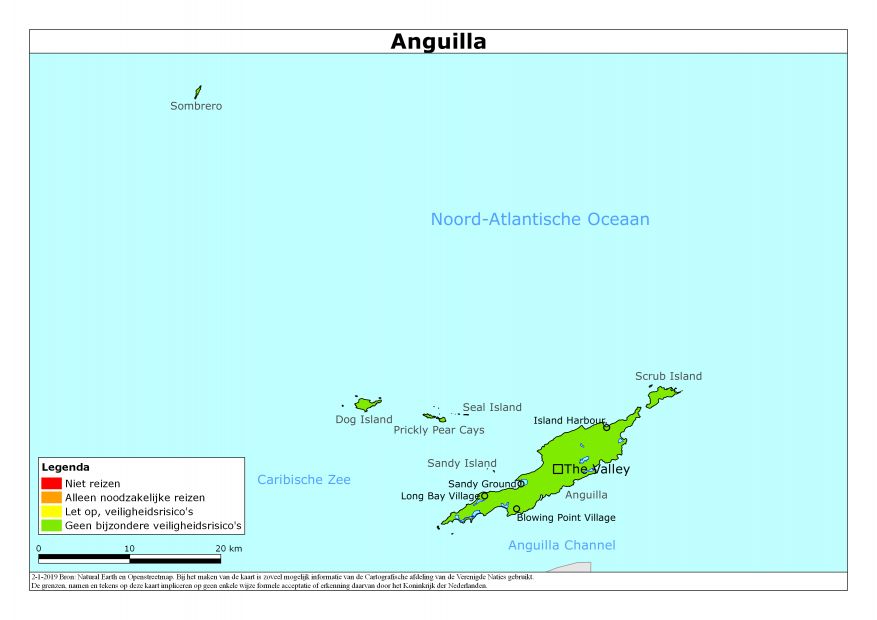 Anguilla
Sombrero
Noord-Atlantische Oceaan
Scrub Island
Seal Island
Dog Island
Prickly Pear Cays
Island Harbour
Sandy Island
The Valley
Caribische Zee
Sandy Ground
Long Bay Village
Anguilla
Blowing Point Village
Anguilla Channel
Legenda
Niet reizen
Alleen noodzakelijke reizen
Let op, veiligheidsrisico's
Geen bijzondere veiligheidsrisico's
0 10 20 km
2-1-2019 Bron: Natural Earth en Openstreetmap. Bij het maken van de kaart is zoveel mogelijk informatie van de Cartografische afdeling van de Verenigde Naties gebruikt.
De grenzen, namen en tekens op deze kaart impliceren op geen enkele wijze formele acceptatie of erkenning daarvan door het Koninkrijk der Nederlanden.